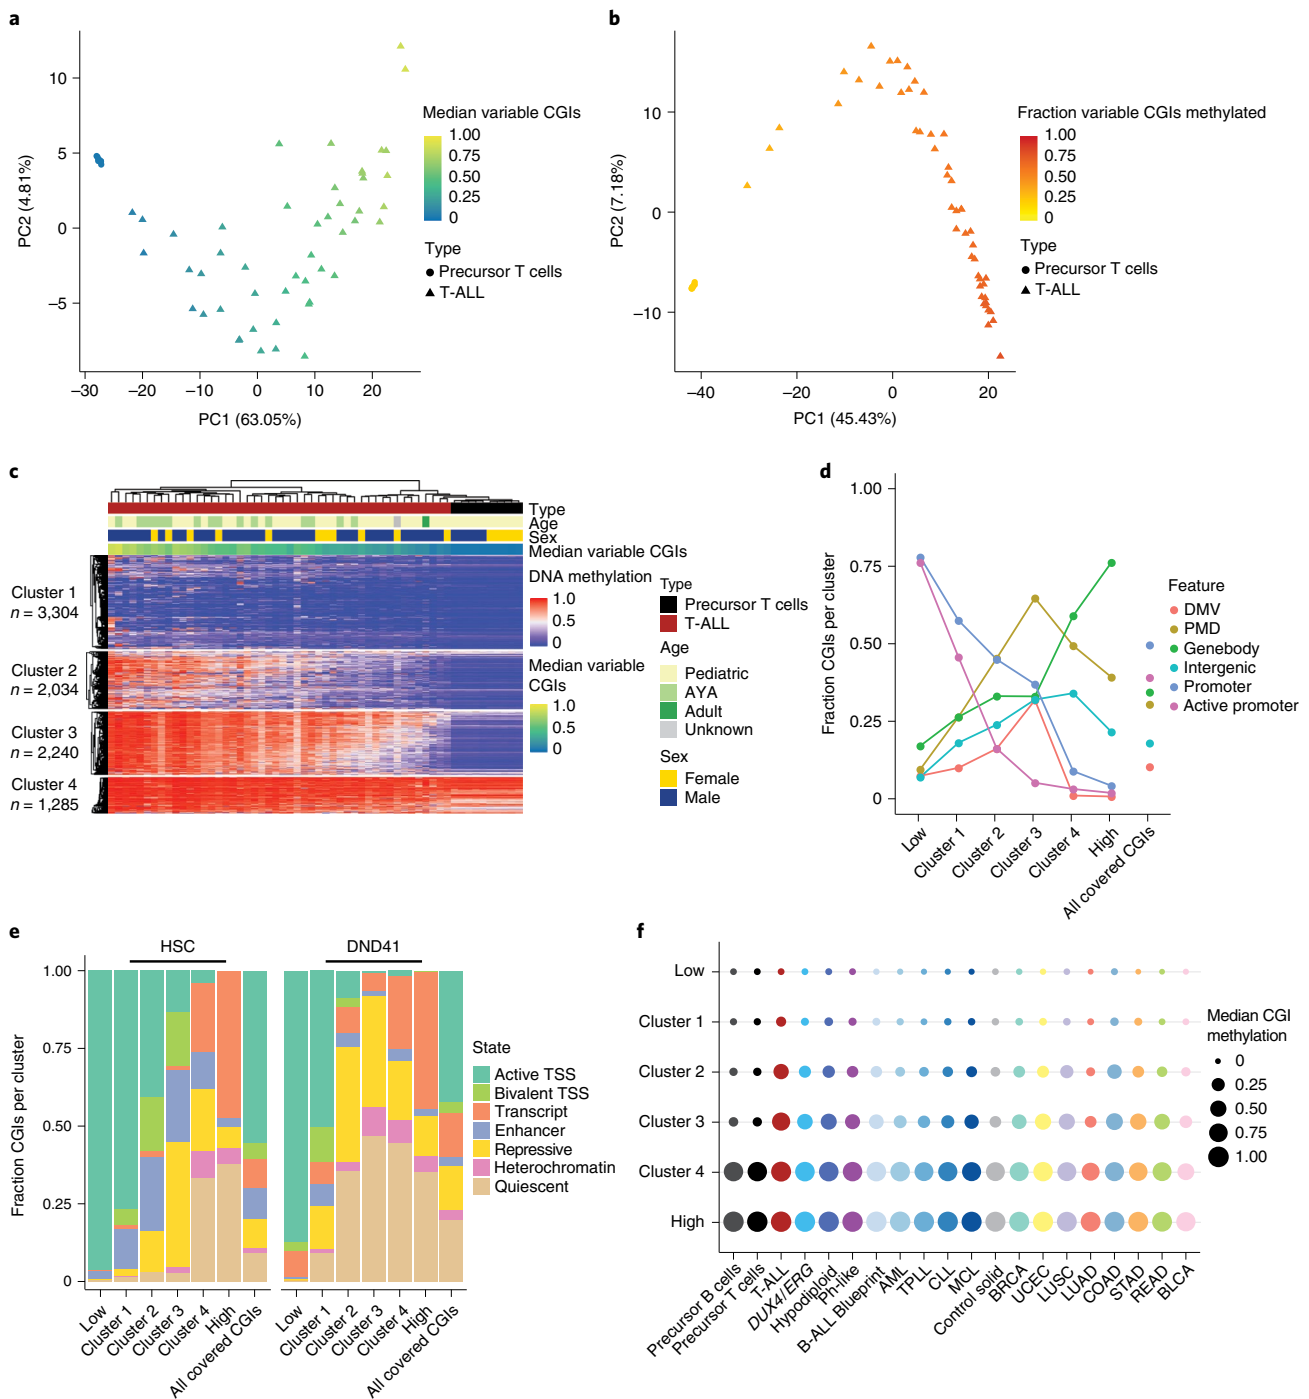 a
10
5
0
−5
PC2 (4.81%)
−30
−20
−10
0
10
20
PC1 (63.05%)
Median variable CGIs
1.00
0.75
0.50
0.25
0
Type
Precursor T cells
T-ALL
b
10
0
−10
PC2 (7.18%)
−40
−20
0
20
PC1 (45.43%)
Fraction variable CGIs methylated
1.00
0.75
0.50
0.25
0
Type
Precursor T cells
T-ALL
c
Type
Age
Sex
Median variable CGIs
Cluster 1
n = 3,304
Cluster 2
n = 2,034
Cluster 3
n = 2,240
Cluster 4
n = 1,285
DNA methylation
1.0
0.5
0
Median variable
CGIs
1.0
0.5
0
Type
Precursor T cells
T-ALL
Age
Pediatric
AYA
Adult
Unknown
Sex
Female
Male
d
1.00
0.75
0.50
0.25
0
Fraction CGIs per cluster
Low
Cluster 1
Cluster 2
Cluster 3
Cluster 4
High
All covered CGIs
Feature
DMV
PMD
Genebody
Intergenic
Promoter
Active promoter
e
HSC
DND41
1.00
0.75
0.50
0.25
0
Fraction CGIs per cluster
Low
Cluster 1
Cluster 2
Cluster 3
Cluster 4
High
All covered CGIs
Low
Cluster 1
Cluster 2
Cluster 3
Cluster 4
High
All covered CGIs
State
Active TSS
Bivalent TSS
Transcript
Enhancer
Repressive
Heterochromatin
Quiescent
f
Low
Cluster 1
Cluster 2
Cluster 3
Cluster 4
High
Precursor B cells
Precursor T cells
T-ALL
DUX4/ERG
Hypodiploid
Ph-like
B-ALL Blueprint
AML
TPLL
CLL
MCL
Control solid
BRCA
UCEC
LUSC
LUAD
COAD
STAD
READ
BLCA
Median CGI
methylation
0
0.25
0.50
0.75
1.00